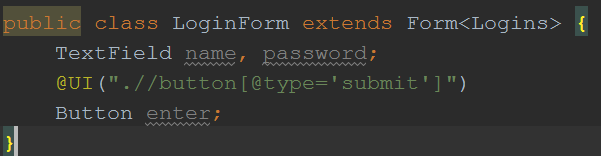 public class LoginForm extends Form<Logins> {
TextField name, password;
@UI(".//button[@type='submit']")
Button enter;
}